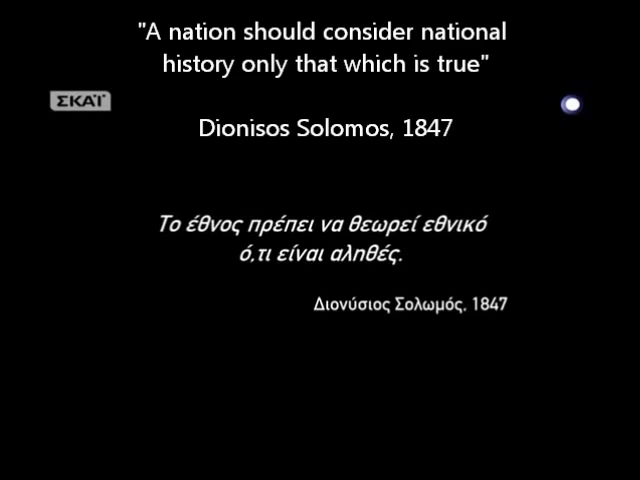 "A nation should consider national
history only that which is true"
ΣΚΑΪ
Dionisos Solomos, 1847
Το έθνος πρέπει να θεωρεί εθνικό
ό,τι είναι αληθές.
Διονύσιος Σολωμός, 1847